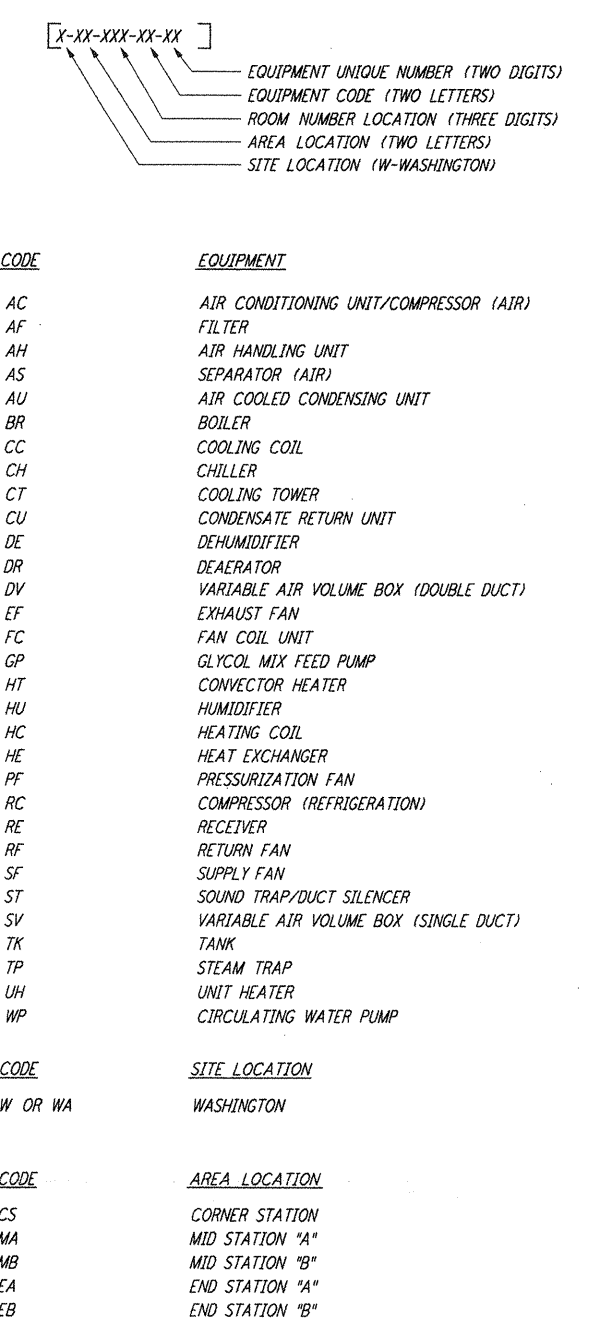 [X-XX-XXX-XX-XX ]
EQUIPMENT UNIQUE NUMBER (TWO DIGITS)
EQUIPMENT CODE (TWO LETTERS)
ROOM NUMBER LOCATION (THREE DIGITS)
AREA LOCATION (TWO LETTERS)
SITE LOCATION (W-WASHINGTON)
CODE EQUIPMENT
AC AIR CONDITIONING UNIT/COMPRESSOR (AIR)
AF FILTER
AH AIR HANDLING UNIT
AS SEPARATOR (AIR)
AU AIR COOLED CONDENSING UNIT
BR BOILER
CC COOLING COIL
CH CHILLER
CT COOLING TOWER
CU CONDENSATE RETURN UNIT
DE DEHUMIDIFIER
DR DEAERATOR
DV VARIABLE AIR VOLUME BOX (DOUBLE DUCT)
EF EXHAUST FAN
FC FAN COIL UNIT
GP GLYCOL MIX FEED PUMP
HT CONVECTOR HEATER
HU HUMIDIFIER
HC HEATING COIL
HE HEAT EXCHANGER
PF PRESSURIZATION FAN
RC COMPRESSOR (REFRIGERATION)
RE RECEIVER
RF RETURN FAN
SF SUPPLY FAN
ST SOUND TRAP/DUCT SILENCER
SV VARIABLE AIR VOLUME BOX (SINGLE DUCT)
TK TANK
TP STEAM TRAP
UH UNIT HEATER
WP CIRCULATING WATER PUMP
CODE SITE LOCATION
W OR WA WASHINGTON
CODE AREA LOCATION
CS CORNER STATION
MA MID STATION "A"
MB MID STATION "B"
EA END STATION "A"
EB END STATION "B"